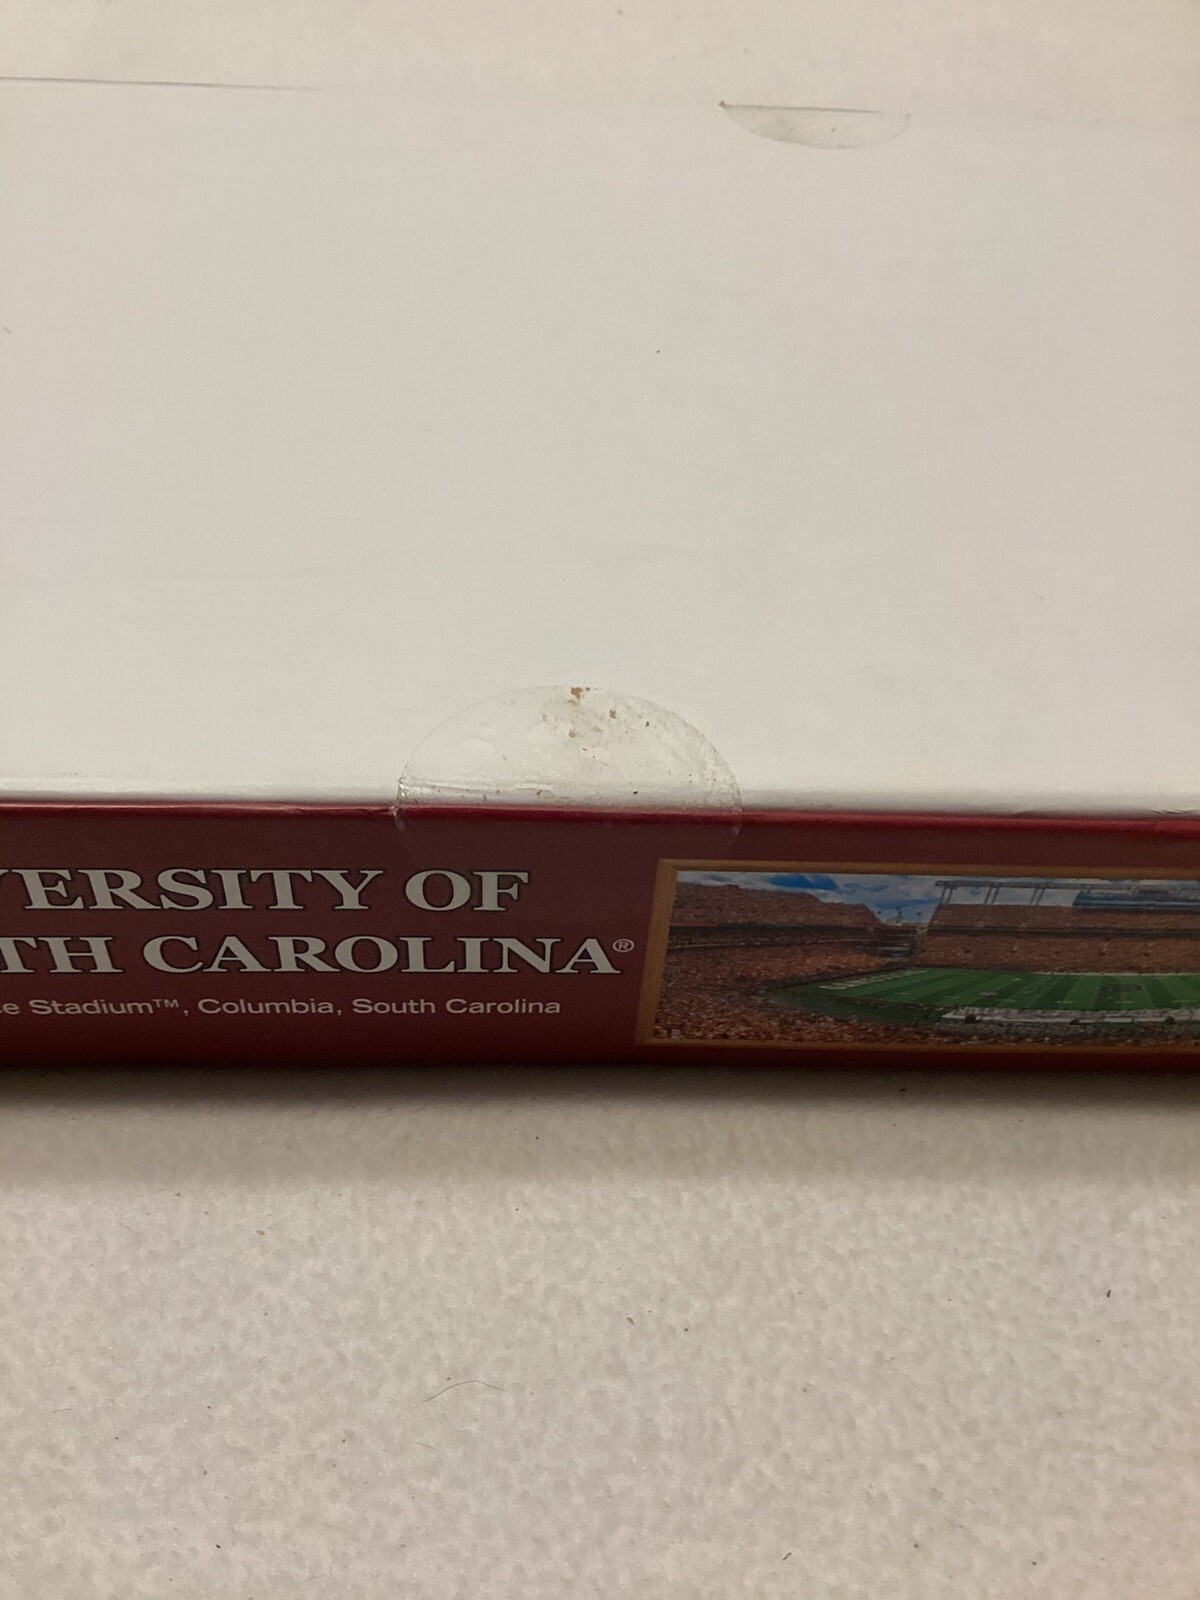 VERSITY OF
TH CAROLINA®
e Stadium™, Columbia, South Carolina